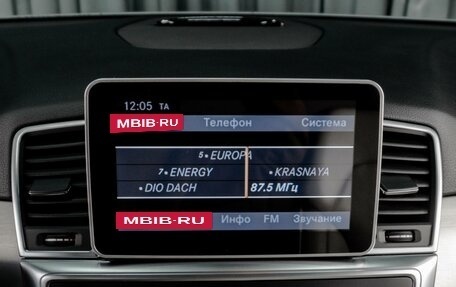 12:05 TA
MBIB-RU Телефон Система
5• EUROPA
7• ENERGY • KRASNAYA
• DIO DACH 87.5 МГц
MBIB-RU Инфо FM Звучание